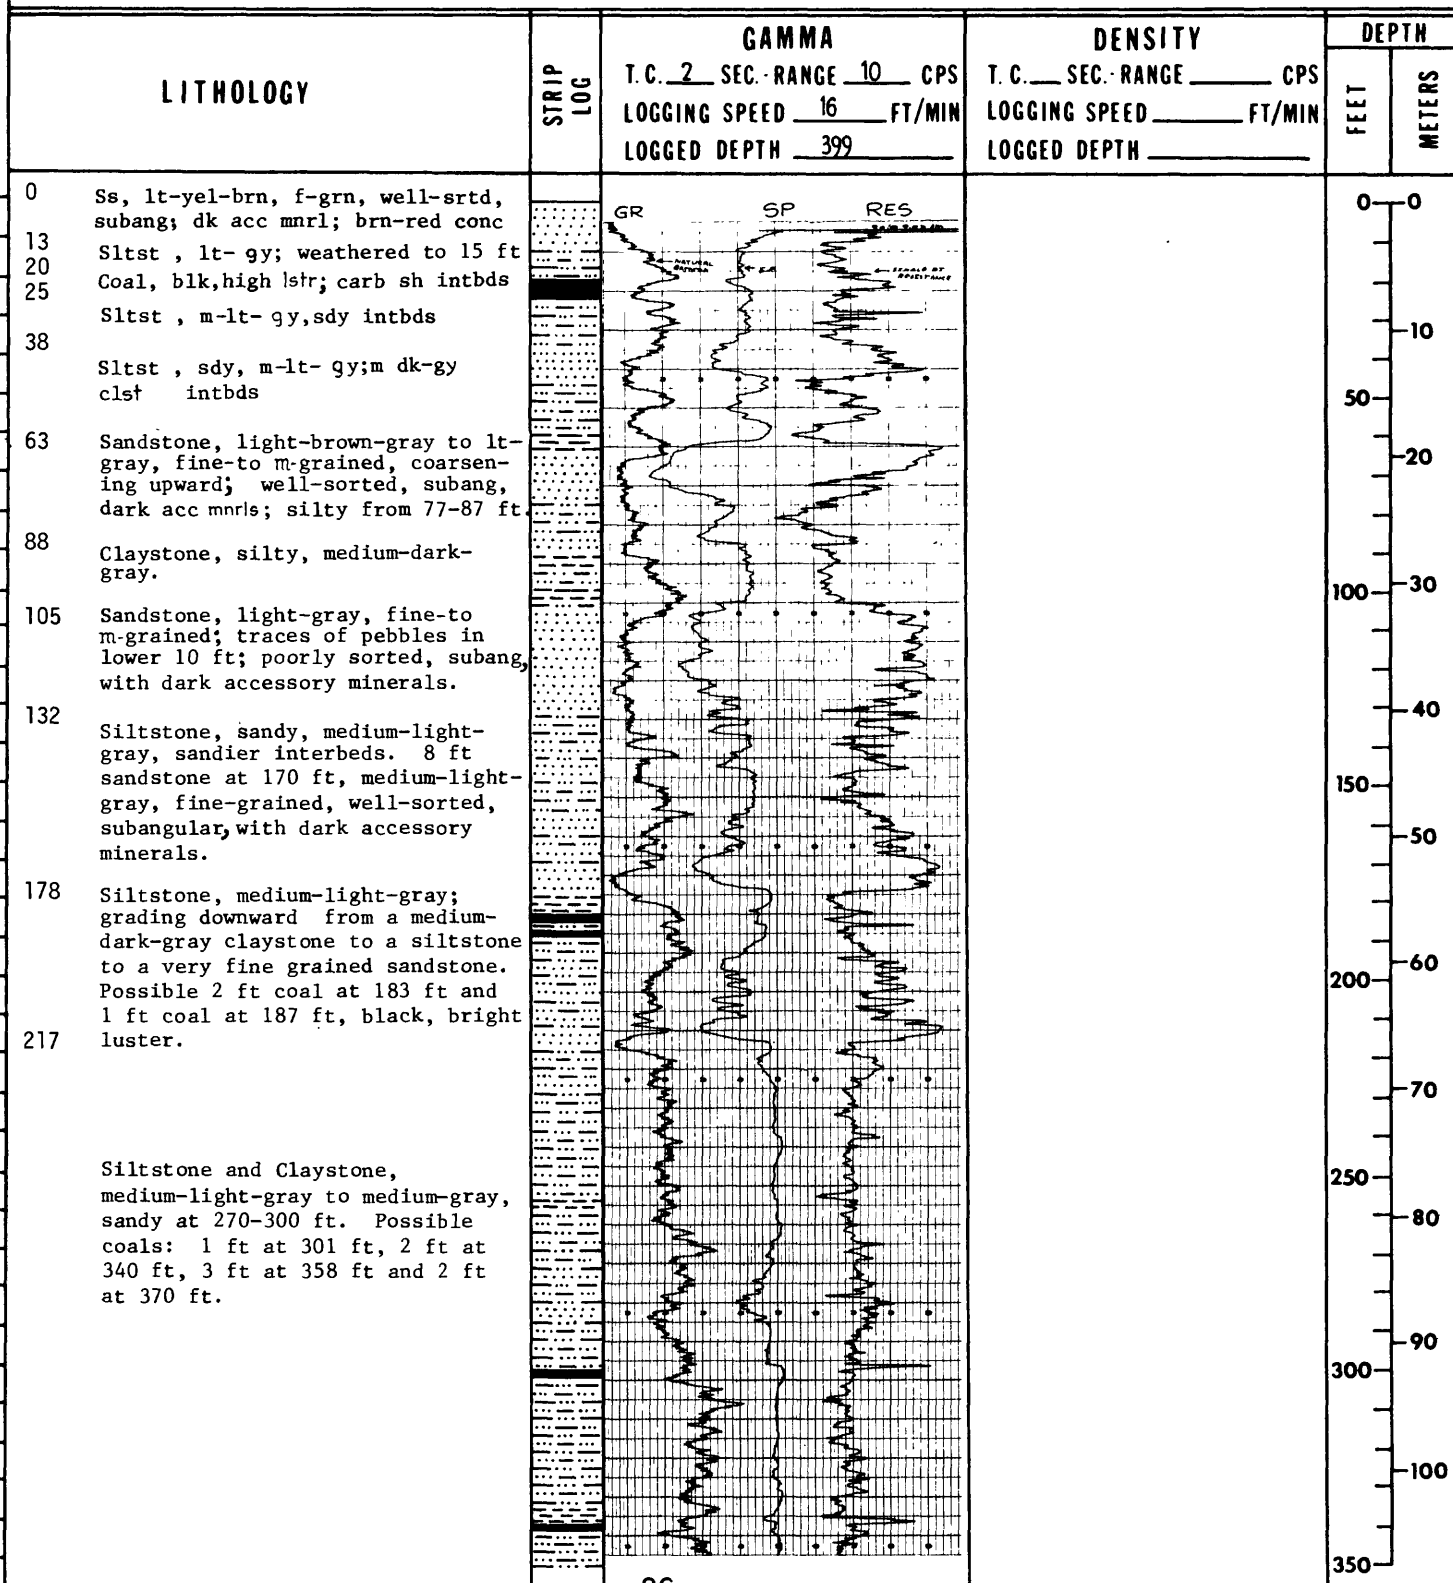 LITHOLOGY
STRIP LOG
GAMMA
T.C. 2 SEC.-RANGE 10 CPS
LOGGING SPEED 16 FT/MIN
LOGGED DEPTH 399
DENSITY
T.C. SEC.-RANGE CPS
LOGGING SPEED FT/MIN
LOGGED DEPTH
DEPTH
FEET
METERS
0 Ss, lt-yel-brn, f-grn, well-srtd,
subang; dk acc mnrl; brn-red conc
13 Sltst , lt- gy; weathered to 15 ft
20 Coal, blk,high lstr; carb sh intbds
25 Sltst , m-lt- gy,sdy intbds
38 Sltst , sdy, m-lt- gy;m dk-gy
clst intbds
63 Sandstone, light-brown-gray to lt-
gray, fine-to m-grained, coarsen-
ing upward; well-sorted, subang,
dark acc mnrls; silty from 77-87 ft.
88 Claystone, silty, medium-dark-
gray.
105 Sandstone, light-gray, fine-to
m-grained; traces of pebbles in
lower 10 ft; poorly sorted, subang,
with dark accessory minerals.
132 Siltstone, sandy, medium-light-
gray, sandier interbeds. 8 ft
sandstone at 170 ft, medium-light-
gray, fine-grained, well-sorted,
subangular, with dark accessory
minerals.
178 Siltstone, medium-light-gray;
grading downward from a medium-
dark-gray claystone to a siltstone
to a very fine grained sandstone.
Possible 2 ft coal at 183 ft and
1 ft coal at 187 ft, black, bright
217 luster.
Siltstone and Claystone,
medium-light-gray to medium-gray,
sandy at 270-300 ft. Possible
coals: 1 ft at 301 ft, 2 ft at
340 ft, 3 ft at 358 ft and 2 ft
at 370 ft.
GR SP RES
NATURAL GAMMA
S.P.
RESISTANCE
0 0
10
50
20
100 30
40
150
50
60
200
70
250
80
90
300
100
350